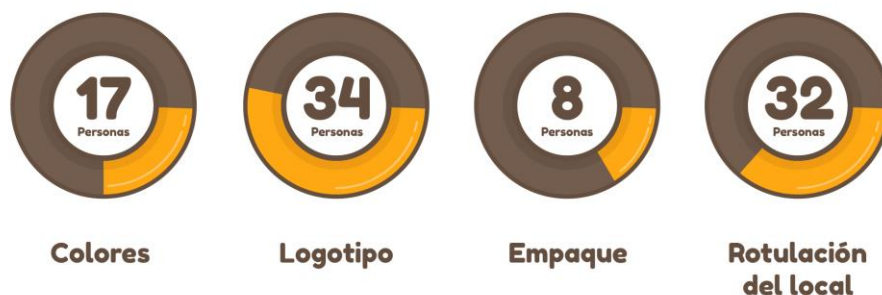 17
Personas
34
Personas
8
Personas
32
Personas
Colores
Logotipo
Empaque
Rotulación
del local